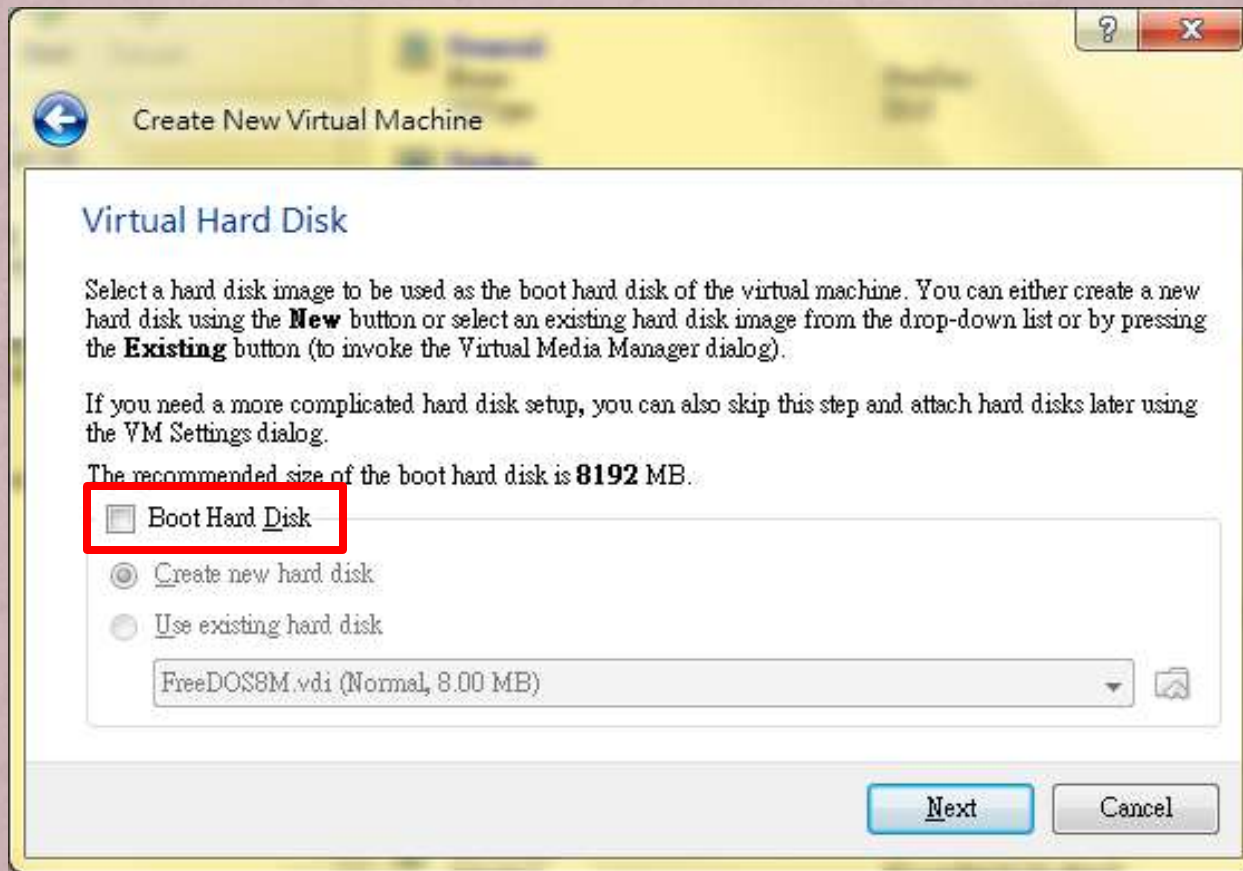 Create New Virtual Machine
Virtual Hard Disk
Select a hard disk image to be used as the boot hard disk of the virtual machine. You can either create a new
hard disk using the New button or select an existing hard disk image from the drop-down list or by pressing
the Existing button (to invoke the Virtual Media Manager dialog).
If you need a more complicated hard disk setup, you can also skip this step and attach hard disks later using
the VM Settings dialog.
The recommended size of the boot hard disk is 8192 MB.
Boot Hard Disk
Create new hard disk
Use existing hard disk
FreeDOS8M.vdi (Normal, 8.00 MB)
Next
Cancel